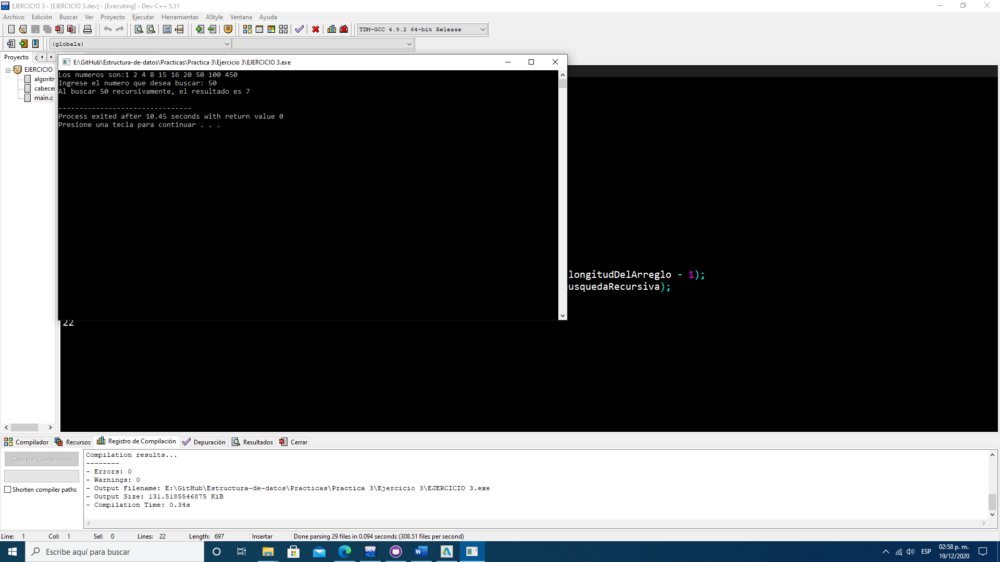 EJERCICIO 3 - [EJERCICIO 3.dev] - [Executing] - Dev-C++ 5.11
Archivo Edición Buscar Ver Proyecto Ejecutar Herramientas AStyle Ventana Ayuda
TDM-GCC 4.9.2 64-bit Release
(globals)
Proyecto
EJERCICIO
algoritr
cabecer
main.c
E:\GitHub\Estructura-de-datos\Practicas\Practica 3\Ejercicio 3\EJERCICIO 3.exe
Los numeros son:1 2 4 8 15 16 20 50 100 450
Ingrese el numero que desea buscar: 50
Al buscar 50 recursivamente, el resultado es 7
--------------------------------
Process exited after 10.45 seconds with return value 0
Presione una tecla para continuar . . .
longitudDelArreglo - 1);
usquedaRecursiva);
22
Compilador Recursos Registro de Compilación Depuración Resultados Cerrar
Cancelar Compilación
Shorten compiler paths
Compilation results...
--------
- Errors: 0
- Warnings: 0
- Output Filename: E:\GitHub\Estructura-de-datos\Practicas\Practica 3\Ejercicio 3\EJERCICIO 3.exe
- Output Size: 131.5185546875 KiB
- Compilation Time: 0.34s
Line: 1 Col: 1 Sel: 0 Lines: 22 Length: 697 Insertar Done parsing 29 files in 0.094 seconds (308.51 files per second)
Escribe aquí para buscar
ESP
02:58 p. m.
19/12/2020